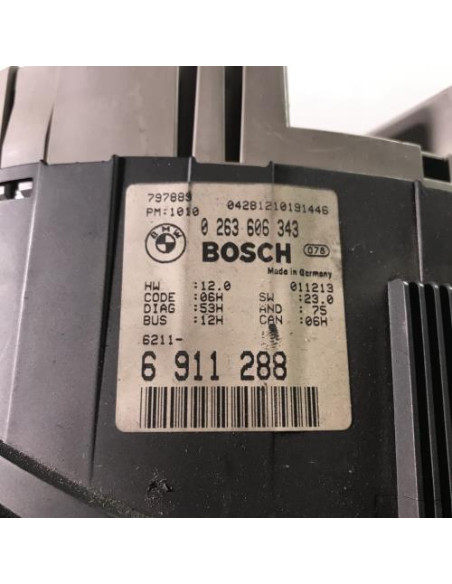 797889
PM:1010 04281210191446
BMW 0 263 606 343
BOSCH 078
Made in Germany
HW :12.0 011213
CODE :06H SW :23.0
DIAG :53H AND : 75
BUS :12H CAN :06H
6211-
6 911 288